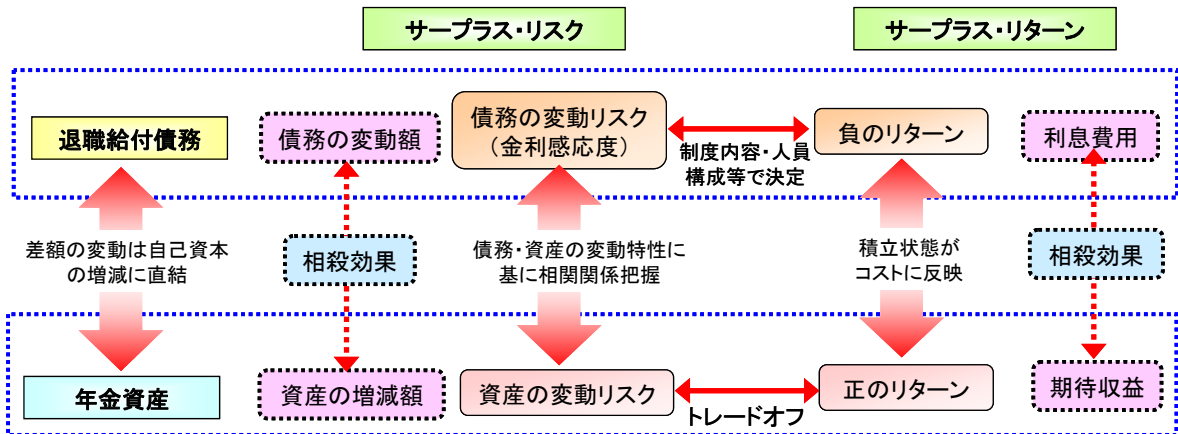 サープラス・リスク
サープラス・リターン
退職給付債務
債務の変動額
債務の変動リスク
(金利感応度)
制度内容・人員
構成等で決定
負のリターン
利息費用
差額の変動は自己資本
の増減に直結
相殺効果
債務・資産の変動特性に
基に相関関係把握
積立状態が
コストに反映
相殺効果
年金資産
資産の増減額
資産の変動リスク
トレードオフ
正のリターン
期待収益